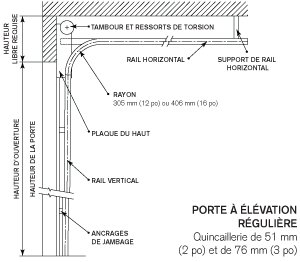 HAUTEUR
LIBRE REQUISE
TAMBOUR ET RESSORTS DE TORSION
RAIL HORIZONTAL
SUPPORT DE RAIL
HORIZONTAL
RAYON
305 mm (12 po) ou 406 mm (16 po)
PLAQUE DU HAUT
HAUTEUR D'OUVERTURE
HAUTEUR DE LA PORTE
RAIL VERTICAL
ANCRAGES
DE JAMBAGE
PORTE À ÉLÉVATION
RÉGULIÈRE
Quincaillerie de 51 mm
(2 po) et de 76 mm (3 po)